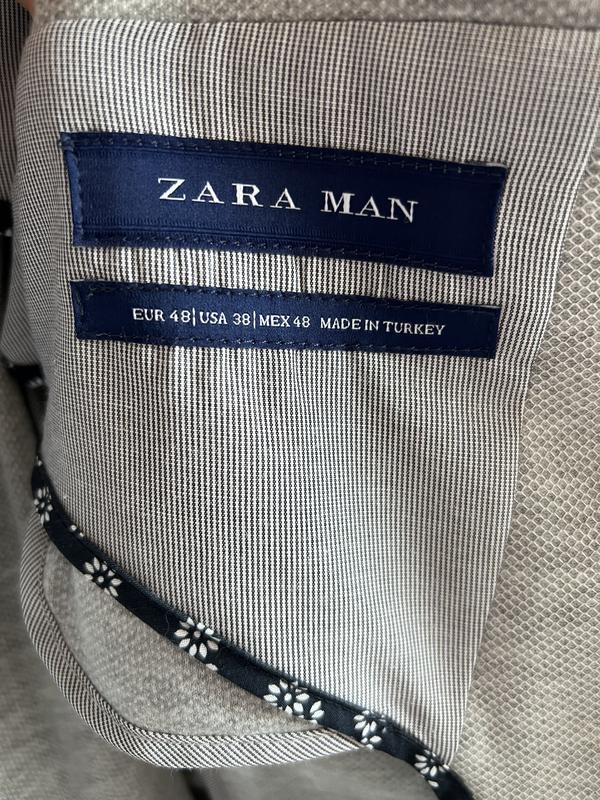 ZARA MAN
EUR 48|USA 38|MEX 48 MADE IN TURKEY